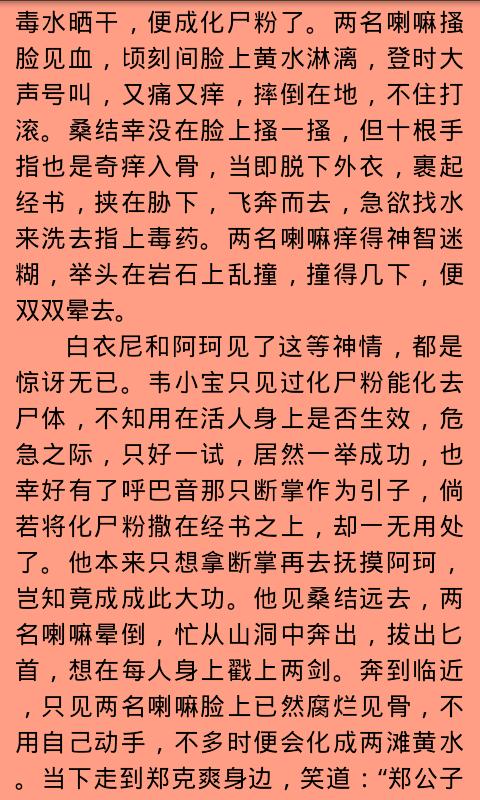 毒水晒干，便成化尸粉了。两名喇嘛搔
脸见血，顷刻间脸上黄水淋漓，登时大
声号叫，又痛又痒，摔倒在地，不住打
滚。桑结幸没在脸上搔一搔，但十根手
指也是奇痒入骨，当即脱下外衣，裹起
经书，挟在胁下，飞奔而去，急欲找水
来洗去指上毒药。两名喇嘛痒得神智迷
糊，举头在岩石上乱撞，撞得几下，便
双双晕去。
白衣尼和阿珂见了这等神情，都是
惊讶无已。韦小宝只见过化尸粉能化去
尸体，不知用在活人身上是否生效，危
急之际，只好一试，居然一举成功，也
幸好有了呼巴音那只断掌作为引子，倘
若将化尸粉撒在经书之上，却一无用处
了。他本来只想拿断掌再去抚摸阿珂，
岂知竟成成此大功。他见桑结远去，两
名喇嘛晕倒，忙从山洞中奔出，拔出匕
首，想在每人身上戳上两剑。奔到临近
，只见两名喇嘛脸上已然腐烂见骨，不
用自己动手，不多时便会化成两滩黄水
。当下走到郑克爽身边，笑道：“郑公子